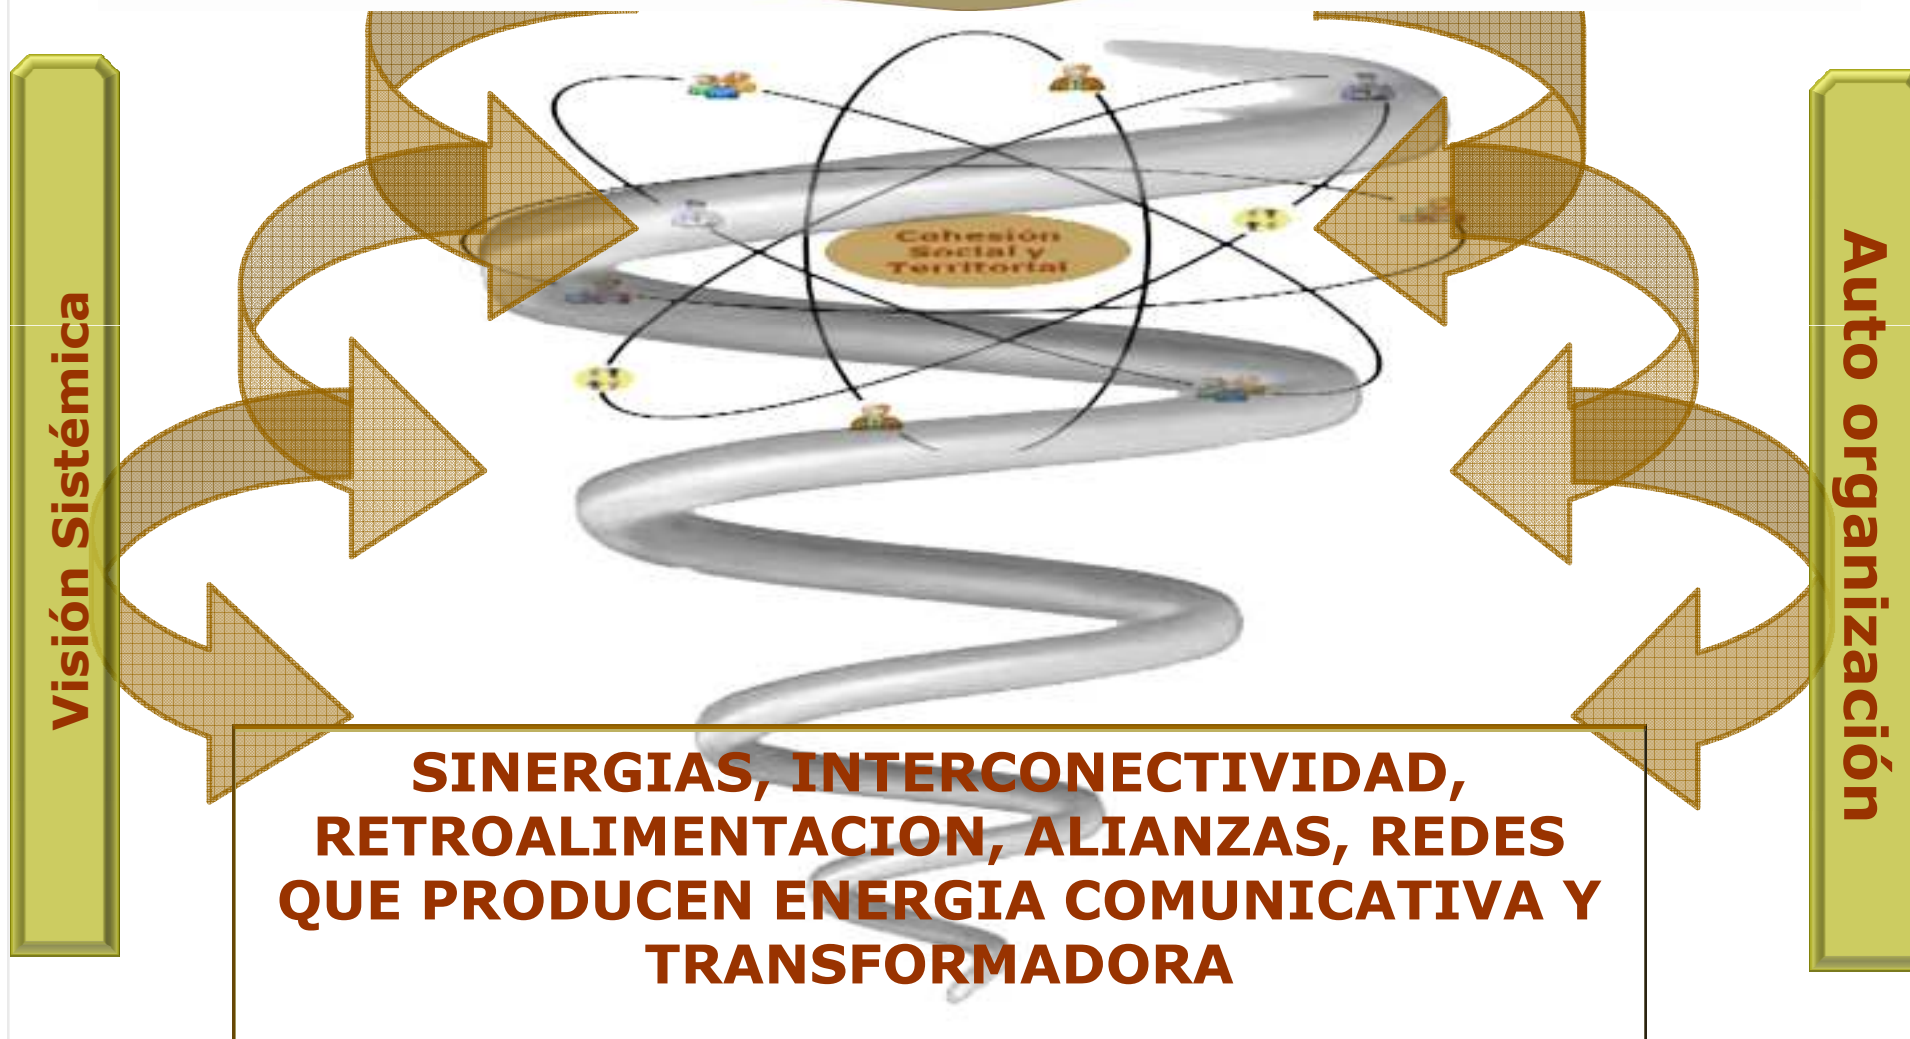 Visión Sistémica
Cohesión
Social y
Territorial
Auto organización
SINERGIAS, INTERCONECTIVIDAD,
RETROALIMENTACION, ALIANZAS, REDES
QUE PRODUCEN ENERGIA COMUNICATIVA Y
TRANSFORMADORA